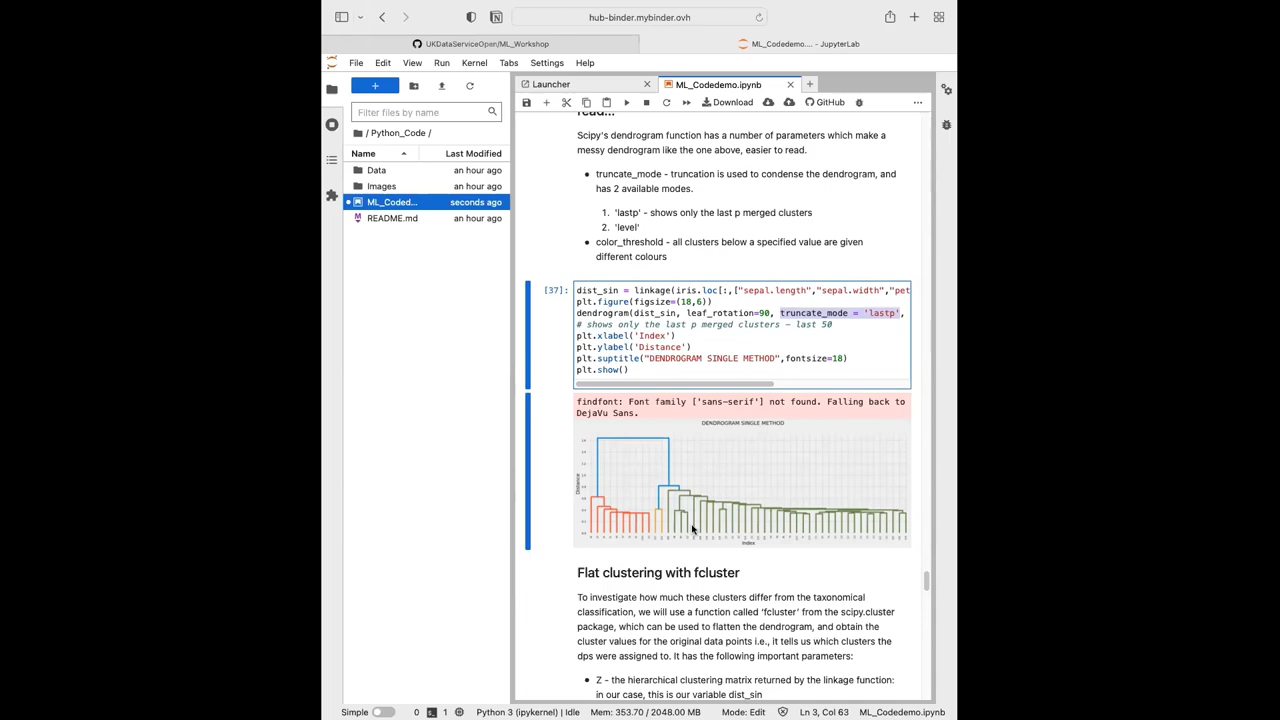 hub-binder.mybinder.ovh
UKDataServiceOpen/ML_Workshop
ML_Codedemo.... - JupyterLab
File Edit View Run Kernel Tabs Settings Help
Launcher
ML_Codedemo.ipynb
Download
GitHub
Filter files by name
/ Python_Code /
Name Last Modified
Data an hour ago
Images an hour ago
ML_Coded... seconds ago
README.md an hour ago
read...
Scipy's dendrogram function has a number of parameters which make a
messy dendrogram like the one above, easier to read.
• truncate_mode - truncation is used to condense the dendrogram, and
has 2 available modes.
1. 'lastp' - shows only the last p merged clusters
2. 'level'
• color_threshold - all clusters below a specified value are given
different colours
[37]:
dist_sin = linkage(iris.loc[:,["sepal.length","sepal.width","pet
plt.figure(figsize=(18,6))
dendrogram(dist_sin, leaf_rotation=90, truncate_mode = 'lastp',
# shows only the last p merged clusters – last 50
plt.xlabel('Index')
plt.ylabel('Distance')
plt.suptitle("DENDROGRAM SINGLE METHOD",fontsize=18)
plt.show()
findfont: Font family ['sans-serif'] not found. Falling back to
DejaVu Sans.
DENDROGRAM SINGLE METHOD
Distance
Index
Flat clustering with fcluster
To investigate how much these clusters differ from the taxonomical
classification, we will use a function called 'fcluster' from the scipy.cluster
package, which can be used to flatten the dendrogram, and obtain the
cluster values for the original data points i.e., it tells us which clusters the
dps were assigned to. It has the following important parameters:
• Z - the hierarchical clustering matrix returned by the linkage function:
in our case, this is our variable dist_sin
Simple 0 1 Python 3 (ipykernel) | Idle Mem: 353.70 / 2048.00 MB Mode: Edit Ln 3, Col 63 ML_Codedemo.ipynb